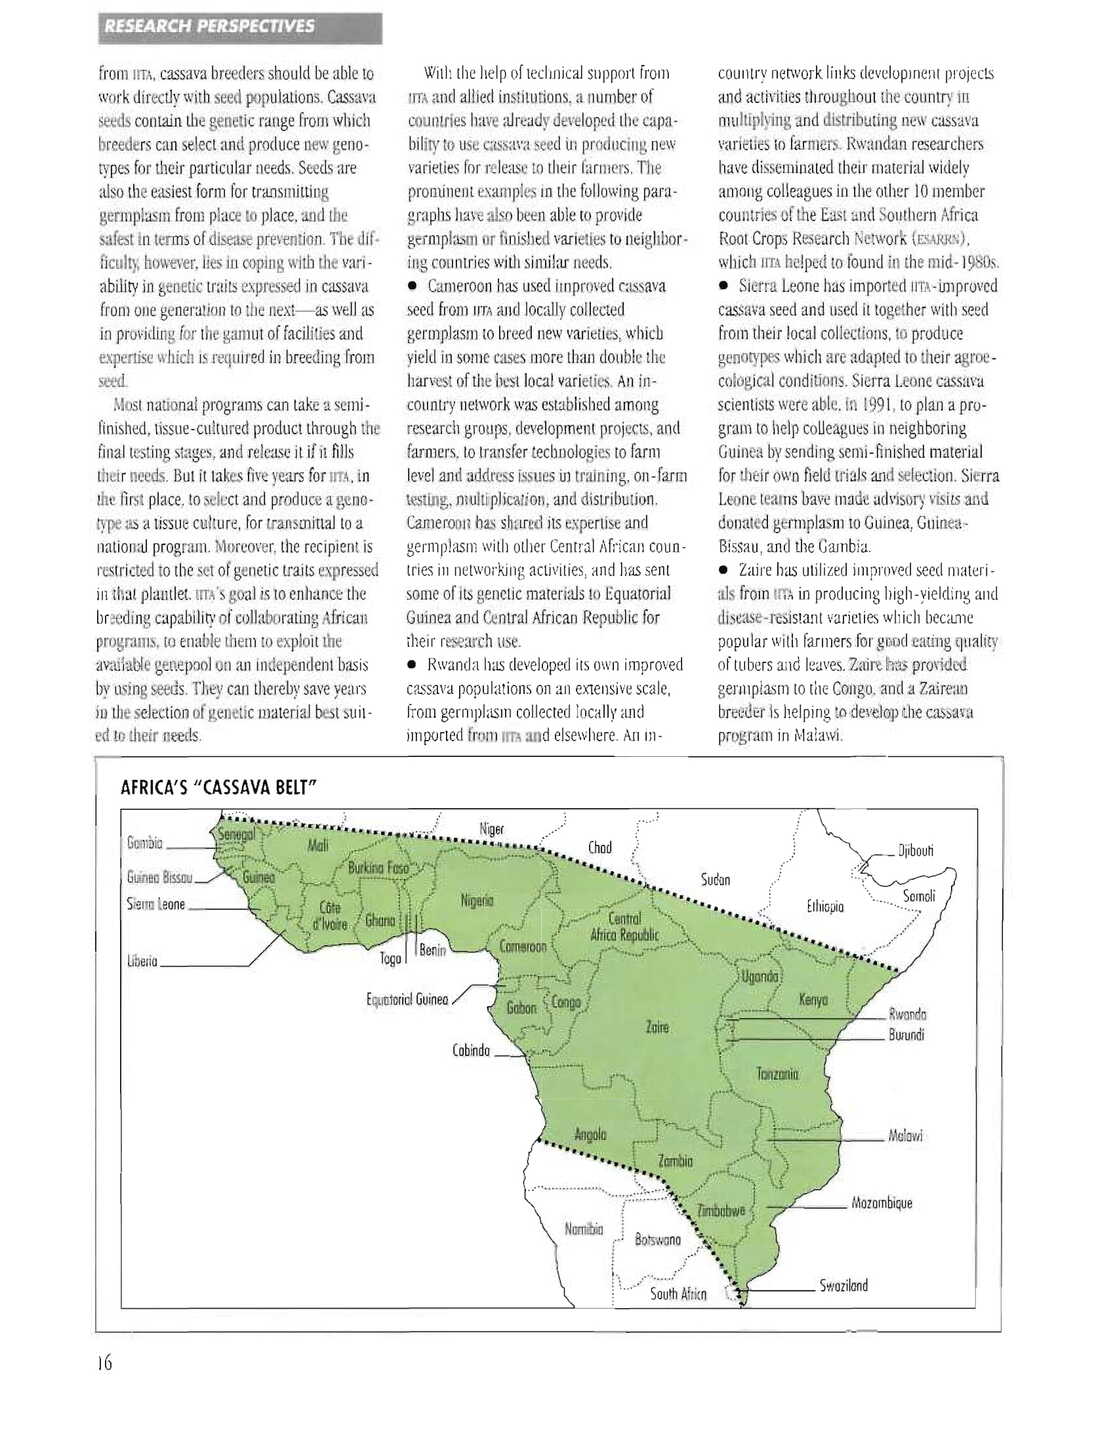 RESEARCH PERSPECTIVES
from IITA, cassava breeders should be able to
work directly with seed populations. Cassava
seeds contain the genetic range from which
breeders can select and produce new geno-
types for their particular needs. Seeds are
also the easiest form for transmitting
germplasm from place to place, and the
safest in terms of disease prevention. The dif-
ficulty, however, lies in coping with the vari-
ability in genetic traits expressed in cassava
from one generation to the next—as well as
in providing for the gamut of facilities and
expertise which is required in breeding from
seed.
Most national programs can take a semi-
finished, tissue-cultured product through the
final testing stages, and release it if it fills
their needs. But it takes five years for IITA, in
the first place, to select and produce a geno-
type as a tissue culture, for transmittal to a
national program. Moreover, the recipient is
restricted to the set of genetic traits expressed
in that plantlet. IITA's goal is to enhance the
breeding capability of collaborating African
programs, to enable them to exploit the
available genepool on an independent basis
by using seeds. They can thereby save years
in the selection of genetic material best suit-
ed to their needs.
With the help of technical support from
IITA and allied institutions, a number of
countries have already developed the capa-
bility to use cassava seed in producing new
varieties for release to their farmers. The
prominent examples in the following para-
graphs have also been able to provide
germplasm or finished varieties to neighbor-
ing countries with similar needs.
• Cameroon has used improved cassava
seed from IITA and locally collected
germplasm to breed new varieties, which
yield in some cases more than double the
harvest of the best local varieties. An in-
country network was established among
research groups, development projects, and
farmers, to transfer technologies to farm
level and address issues in training, on-farm
testing, multiplication, and distribution.
Cameroon has shared its expertise and
germplasm with other Central African coun-
tries in networking activities, and has sent
some of its genetic materials to Equatorial
Guinea and Central African Republic for
their research use.
• Rwanda has developed its own improved
cassava populations on an extensive scale,
from germplasm collected locally and
imported from IITA and elsewhere. An in-
country network links development projects
and activities throughout the country in
multiplying and distributing new cassava
varieties to farmers. Rwandan researchers
have disseminated their material widely
among colleagues in the other 10 member
countries of the East and Southern Africa
Root Crops Research Network (ESARRN),
which IITA helped to found in the mid-1980s.
• Sierra Leone has imported IITA-improved
cassava seed and used it together with seed
from their local collections, to produce
genotypes which are adapted to their agroe-
cological conditions. Sierra Leone cassava
scientists were able, in 1991, to plan a pro-
gram to help colleagues in neighboring
Guinea by sending semi-finished material
for their own field trials and selection. Sierra
Leone teams have made advisory visits and
donated germplasm to Guinea, Guinea-
Bissau, and the Gambia.
• Zaire has utilized improved seed materi-
als from IITA in producing high-yielding and
disease-resistant varieties which became
popular with farmers for good eating quality
of tubers and leaves. Zaire has provided
germplasm to the Congo, and a Zairean
breeder is helping to develop the cassava
program in Malawi.
AFRICA'S "CASSAVA BELT"
Gambia
Senegal
Mali
Niger
Chad
Sudan
Djibouti
Guinea Bissau
Guinea
Burkina Faso
Somali
Sierra Leone
Côte
d'Ivoire
Ghana
Nigeria
Ethiopia
Central
Africa Republic
Liberia
Togo
Benin
Cameroon
Uganda
Equatorial Guinea
Gabon
Congo
Kenya
Zaire
Rwanda
Burundi
Cabinda
Tanzania
Angola
Malawi
Zambia
Mozambique
Zimbabwe
Namibia
Botswana
South Africa
Swaziland
16